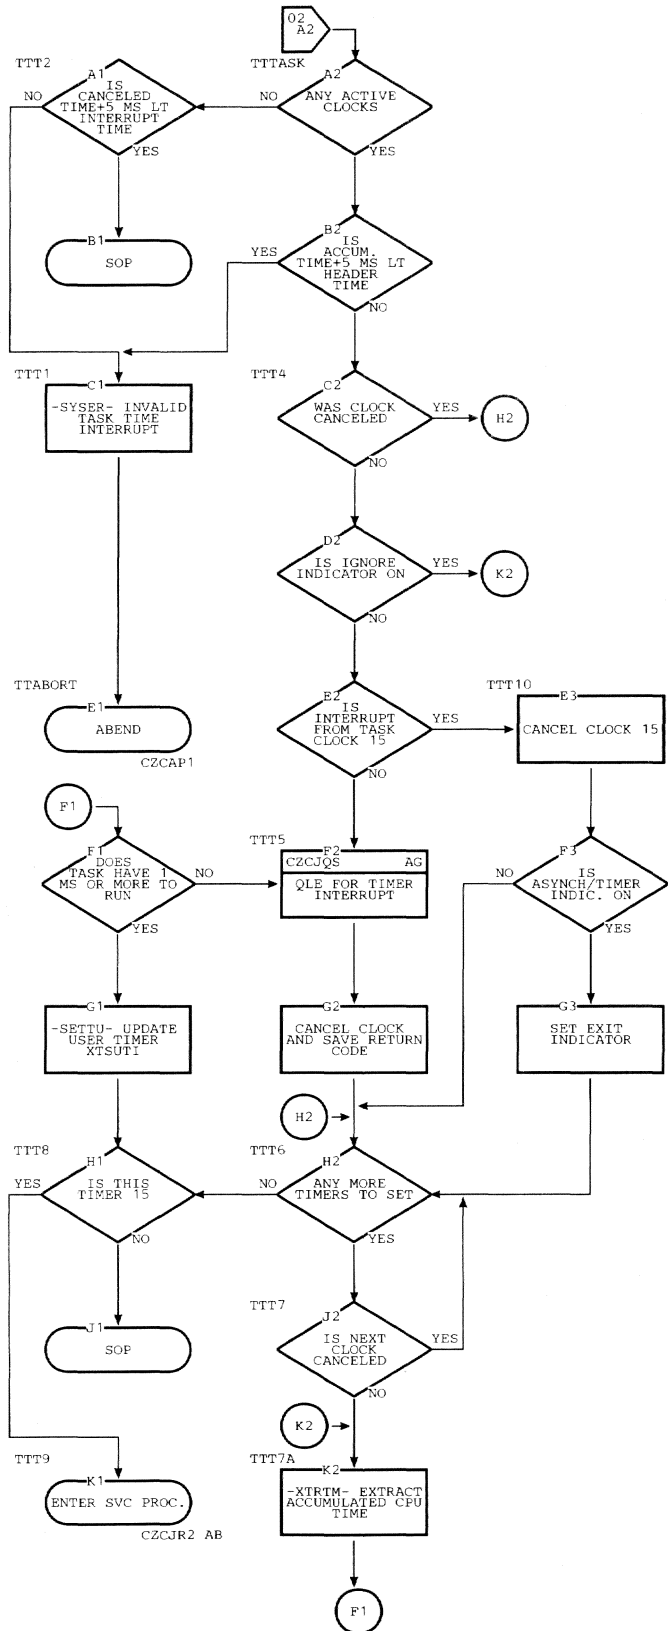 02
A2
TTT2
TTTASK
A1
IS
CANCELED
TIME+5 MS LT
INTERRUPT
TIME
NO
YES
A2
ANY ACTIVE
CLOCKS
NO
YES
B1
SOP
B2
IS
ACCUM.
TIME+5 MS LT
HEADER
TIME
YES
NO
TTT1
C1
-SYSER- INVALID
TASK TIME
INTERRUPT
TTT4
C2
WAS CLOCK
CANCELED
YES
H2
NO
D2
IS IGNORE
INDICATOR ON
YES
K2
NO
TTABORT
E1
ABEND
CZCAP1
E2
IS
INTERRUPT
FROM TASK
CLOCK 15
YES
NO
TTT10
E3
CANCEL CLOCK 15
F1
F1
DOES
TASK HAVE 1
MS OR MORE TO
RUN
NO
YES
TTT5
F2
CZCJQS AG
QLE FOR TIMER
INTERRUPT
F3
IS
ASYNCH/TIMER
INDIC. ON
NO
YES
G1
-SETTU- UPDATE
USER TIMER
XTSUTI
G2
CANCEL CLOCK
AND SAVE RETURN
CODE
G3
SET EXIT
INDICATOR
H2
TTT8
H1
IS THIS
TIMER 15
YES
NO
TTT6
H2
ANY MORE
TIMERS TO SET
NO
YES
J1
SOP
TTT7
J2
IS NEXT
CLOCK
CANCELED
YES
NO
K2
TTT9
K1
ENTER SVC PROC.
CZCJR2 AB
TTT7A
K2
-XTRTM- EXTRACT
ACCUMULATED CPU
TIME
F1